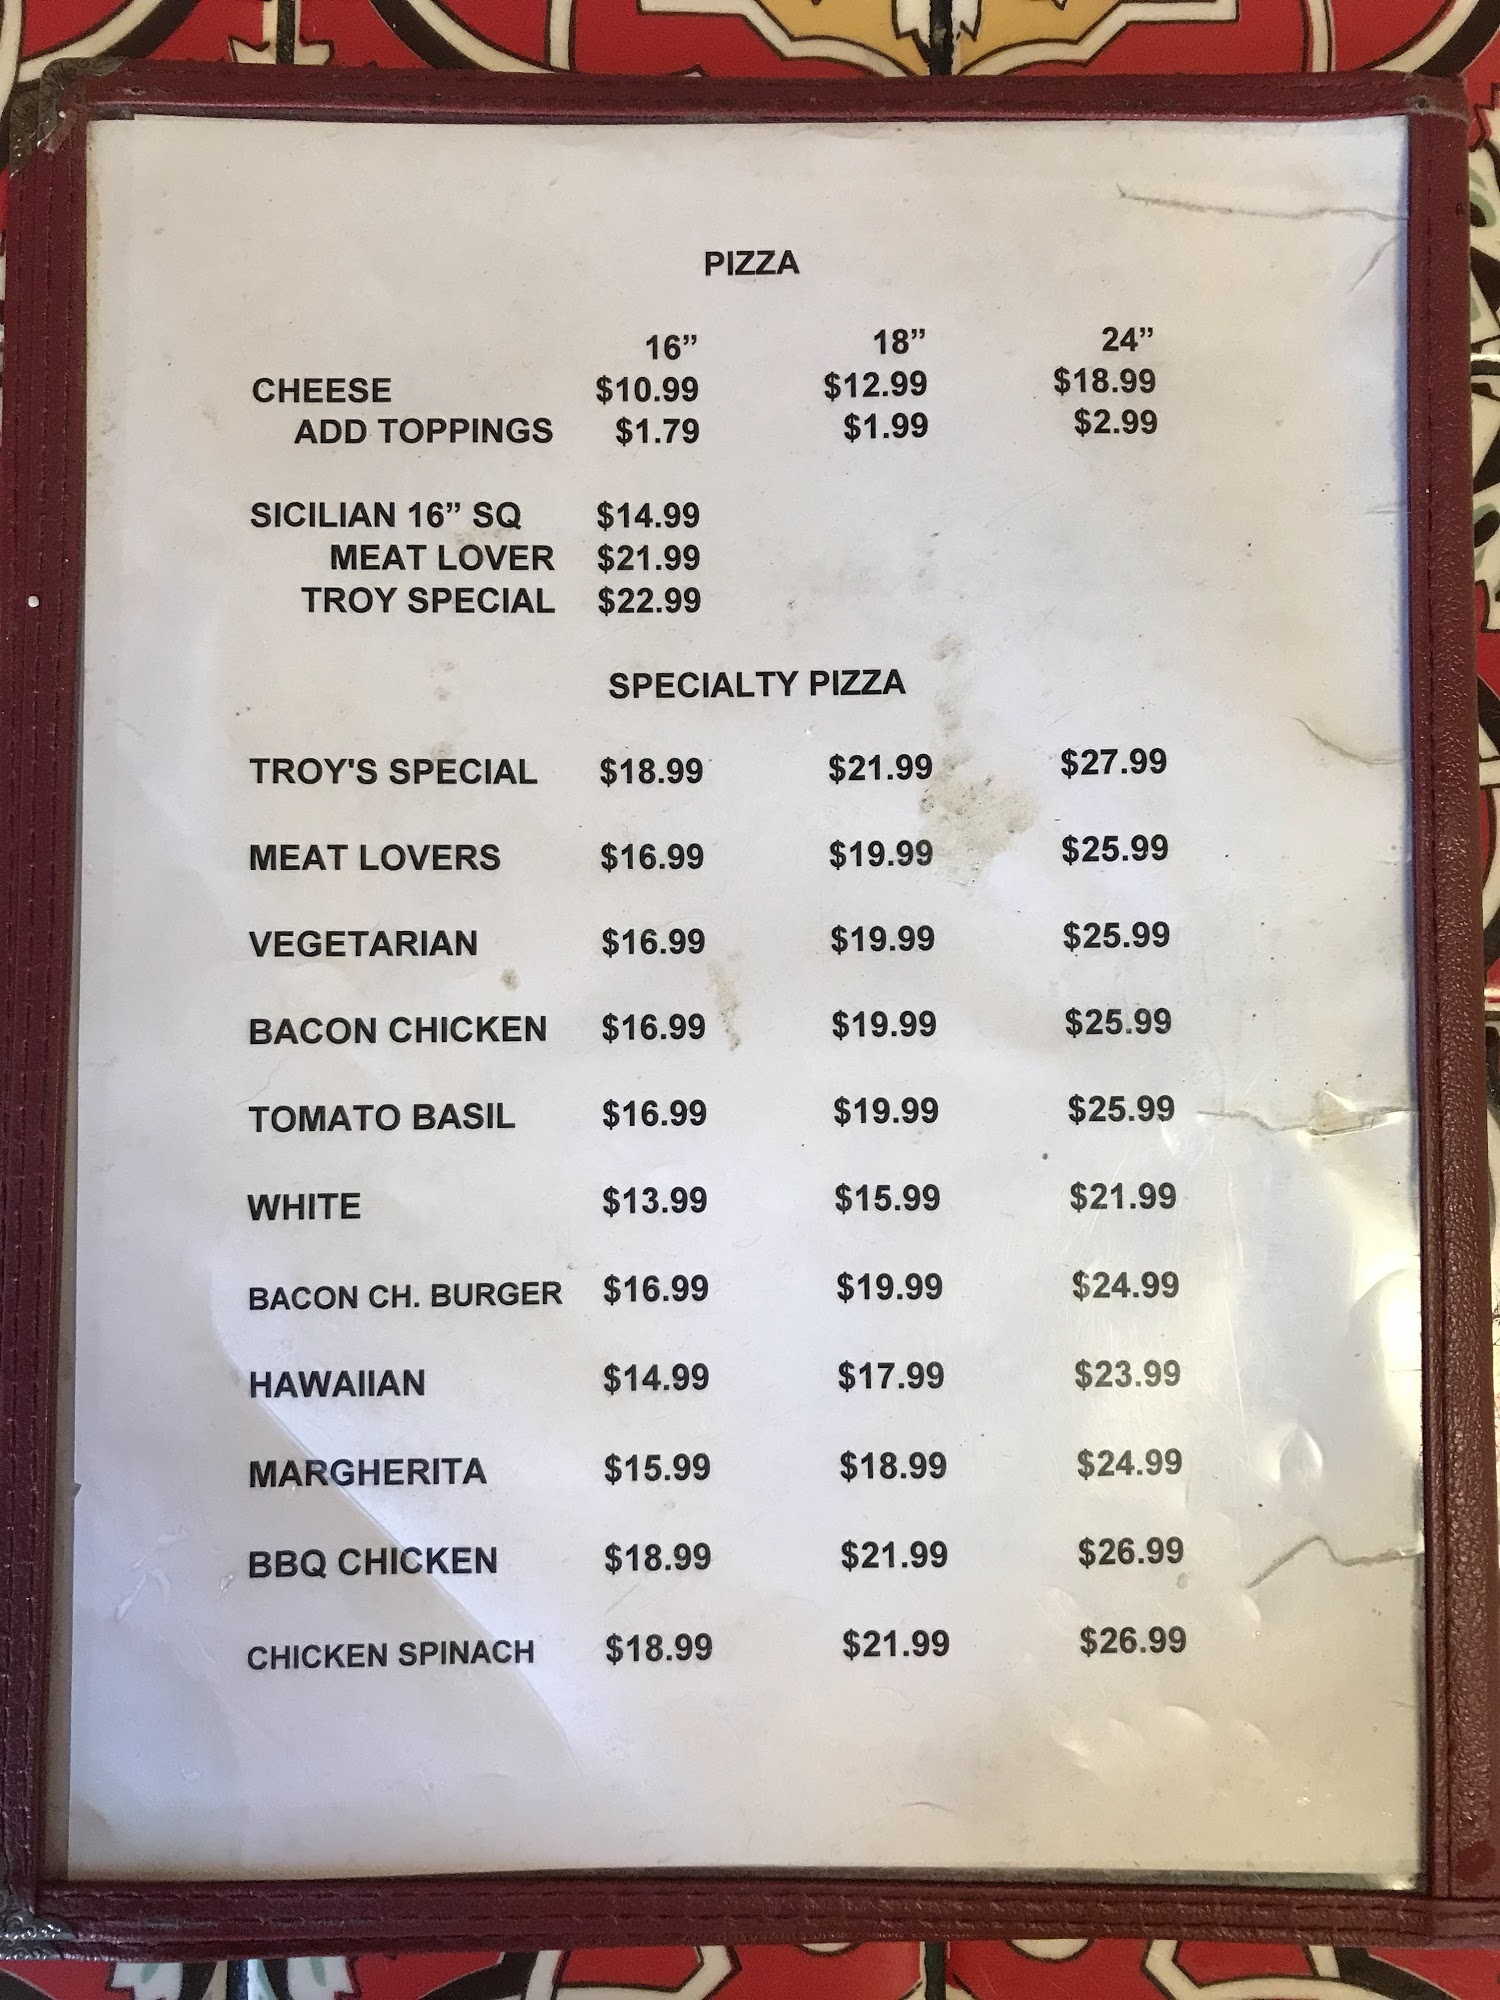 PIZZA
16” 18” 24”
CHEESE $10.99 $12.99 $18.99
ADD TOPPINGS $1.79 $1.99 $2.99
SICILIAN 16” SQ $14.99
MEAT LOVER $21.99
TROY SPECIAL $22.99
SPECIALTY PIZZA
TROY'S SPECIAL $18.99 $21.99 $27.99
MEAT LOVERS $16.99 $19.99 $25.99
VEGETARIAN $16.99 $19.99 $25.99
BACON CHICKEN $16.99 $19.99 $25.99
TOMATO BASIL $16.99 $19.99 $25.99
WHITE $13.99 $15.99 $21.99
BACON CH. BURGER $16.99 $19.99 $24.99
HAWAIIAN $14.99 $17.99 $23.99
MARGHERITA $15.99 $18.99 $24.99
BBQ CHICKEN $18.99 $21.99 $26.99
CHICKEN SPINACH $18.99 $21.99 $26.99